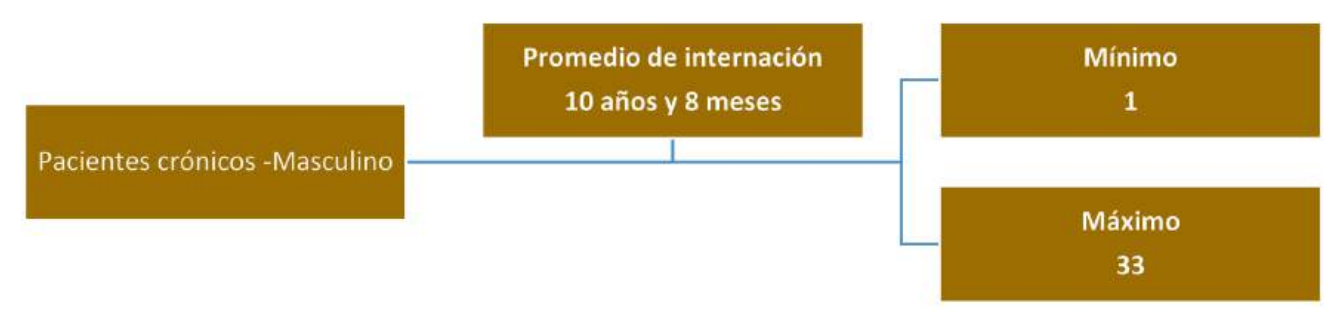 Pacientes crónicos -Masculino
Promedio de internación
10 años y 8 meses
Mínimo
1
Máximo
33